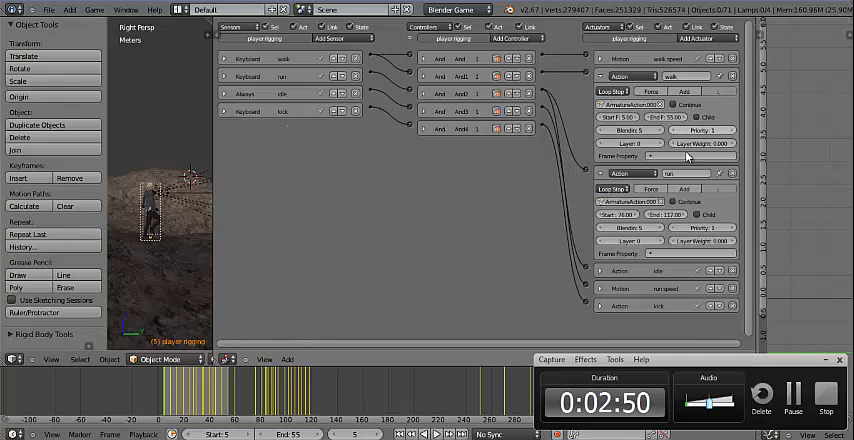 File Add Game Window Help Default Scene Blender Game v2.67 | Verts:279407 | Faces:251329 | Tris:526574 | Objects:0/71 | Lamps:0/4 | Mem:160.96M (25.90M
Object Tools
Transform:
Translate
Rotate
Scale
Origin
Object:
Duplicate Objects
Delete
Join
Keyframes:
Insert Remove
Motion Paths:
Calculate Clear
Repeat:
Repeat Last
History...
Grease Pencil:
Draw Line
Poly Erase
Use Sketching Sessions
Ruler/Protractor
Rigid Body Tools
Right Persp
Meters
(5) player rigging
View Select Object Object Mode
Sensors Sel Act Link State
player rigging Add Sensor
Keyboard walk
Keyboard run
Always idle
Keyboard kick
Controllers Sel Act Link
player rigging Add Controller
And And 1
And And1 1
And And2 1
And And3 1
And And4 1
Actuators Sel Act Link State
player rigging Add Actuator
Motion walk speed
Action walk
Loop Stop Force Add L
ArmatureAction.000 Continue
Start F: 5.00 End F: 55.00 Child
Blendin: 5 Priority: 1
Layer: 0 Layer Weight: 0.000
Frame Property
Action run
Loop Stop Force Add
ArmatureAction.000 Continue
Start: 76.00 End: 117.00 Child
Blendin: 5 Priority: 1
Layer: 0 Layer Weight: 0.000
Frame Property
Action idle
Motion run speed
Action kick
View Add
Capture Effects Tools Help
Duration
0:02:50
Audio
Delete Pause Stop
-100 -80 -60 -40 -20 0 20 40 60 80 100 120 140 160 180 200 220 240 260 280
View Marker Frame Playback Start: 5 End: 55 5 No Sync